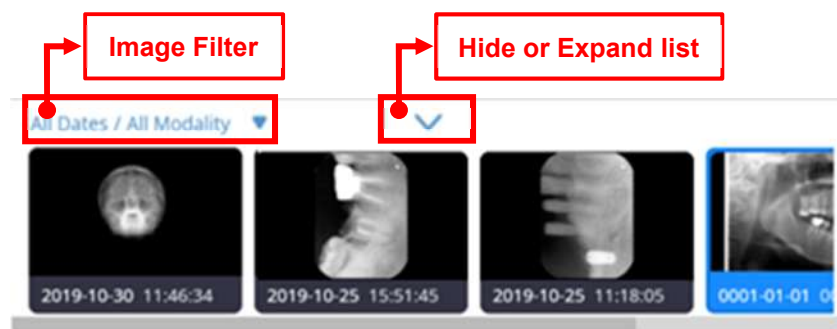 Image Filter
Hide or Expand list
All Dates / All Modality
2019-10-30 11:46:34
2019-10-25 15:51:45
2019-10-25 11:18:05
0001-01-01